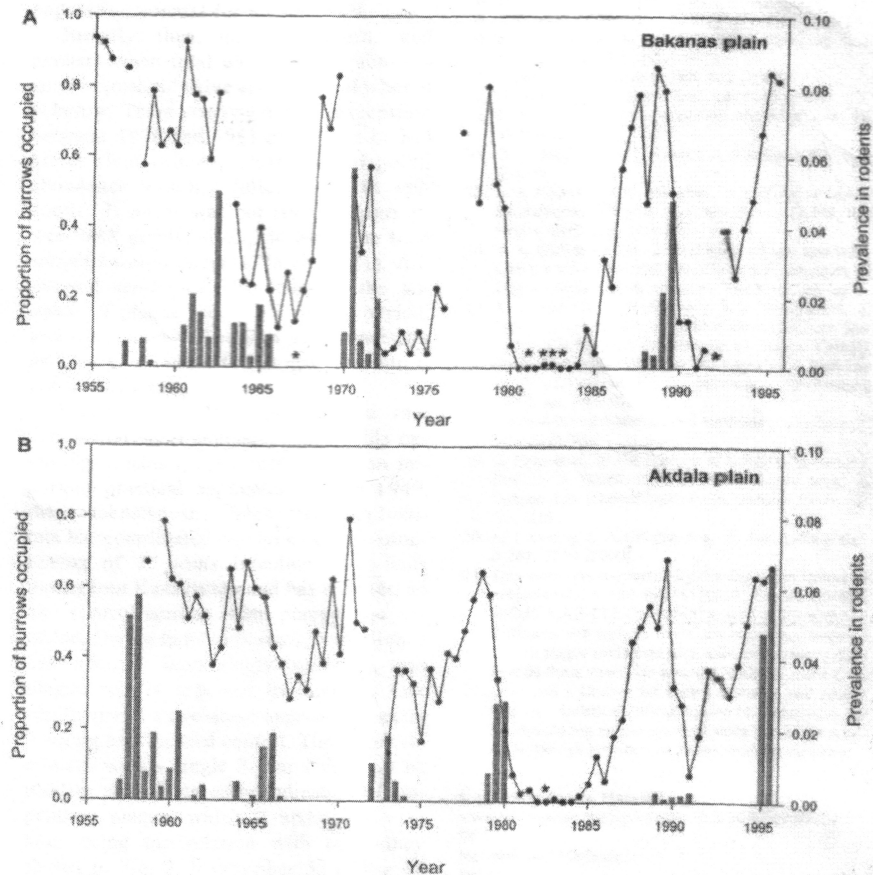 A
Bakanas plain
Proportion of burrows occupied
1.0
0.8
0.6
0.4
0.2
0.0
0.10
0.08
0.06
0.04
0.02
0.00
Prevalence in rodents
* **** *
1955 1960 1965 1970 1975 1981 1985 1990 1995
Year
B
Akdala plain
Proportion of burrows occupied
1.0
0.8
0.6
0.4
0.2
0.0
0.10
0.08
0.06
0.04
0.02
0.00
Prevalence in rodents
*
1955 1960 1965 1970 1975 1980 1985 1990 1995
Year